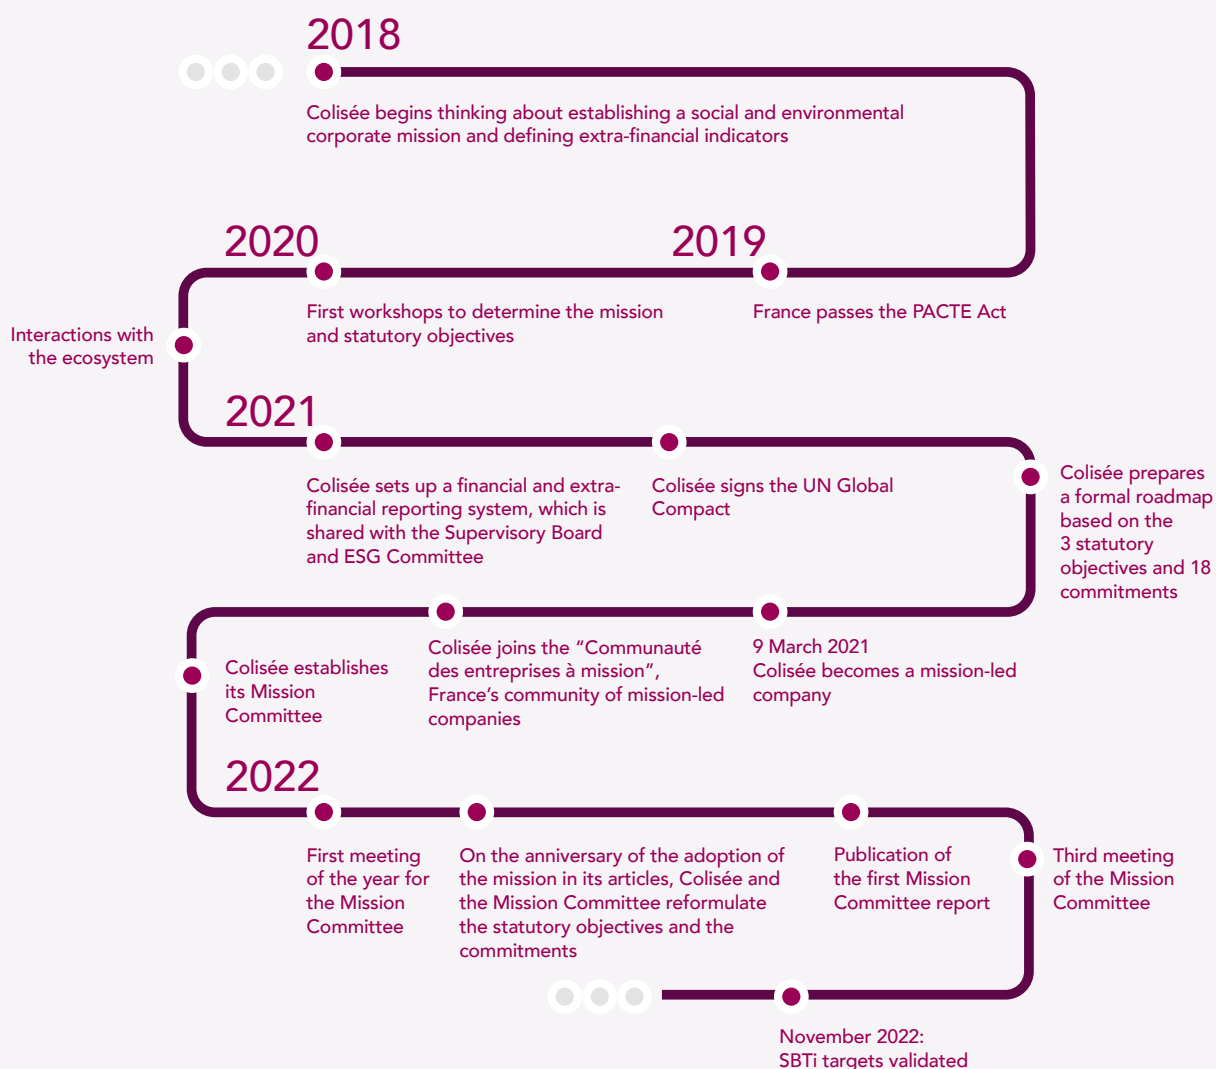 2018
Colisée begins thinking about establishing a social and environmental
corporate mission and defining extra-financial indicators
2019
France passes the PACTE Act
2020
First workshops to determine the mission
and statutory objectives
Interactions with
the ecosystem
2021
Colisée sets up a financial and extra-
financial reporting system, which is
shared with the Supervisory Board
and ESG Committee
Colisée signs the UN Global
Compact
Colisée prepares
a formal roadmap
based on the
3 statutory
objectives and 18
commitments
9 March 2021
Colisée becomes a mission-led
company
Colisée joins the “Communauté
des entreprises à mission”,
France’s community of mission-led
companies
Colisée establishes
its Mission
Committee
2022
First meeting
of the year for
the Mission
Committee
On the anniversary of the adoption of
the mission in its articles, Colisée and
the Mission Committee reformulate
the statutory objectives and the
commitments
Publication of
the first Mission
Committee report
Third meeting
of the Mission
Committee
November 2022:
SBTi targets validated